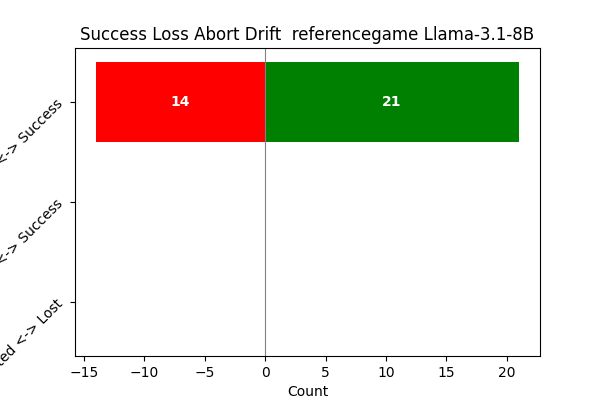 Success Loss Abort Drift  referencegame Llama-3.1-8B
<-> Success
14
21
<-> Success
<-> Lost
−15 −10 −5 0 5 10 15 20
Count